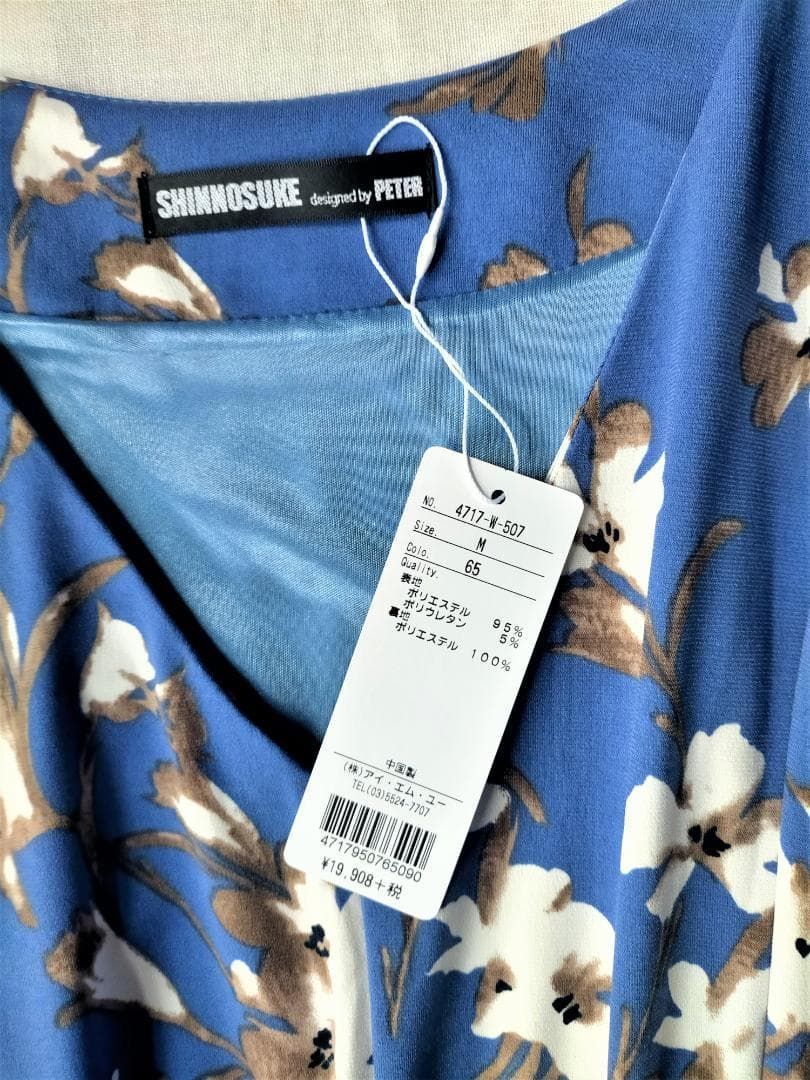 SHINNOSUKE designed by PETER
NO. 4717-W-507
Size. M
Colo. 65
Quality.
表地
ポリエステル 95%
ポリウレタン 5%
裏地
ポリエステル 100%
中国製
(株)アイ・エム・ユー
TEL(03)5524-7707
4717950765090
¥19,908+税